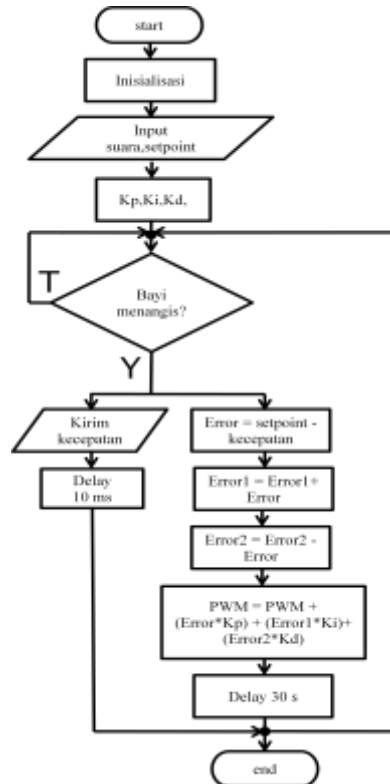 start
Inisialisasi
Input
suara,setpoint
Kp,Ki,Kd,
T
Bayi
menangis?
Y
Kirim
kecepatan
Delay
10 ms
Error = setpoint -
kecepatan
Error1 = Error1+
Error
Error2 = Error2 -
Error
PWM = PWM +
(Error*Kp) + (Error1*Ki)+
(Error2*Kd)
Delay 30 s
end